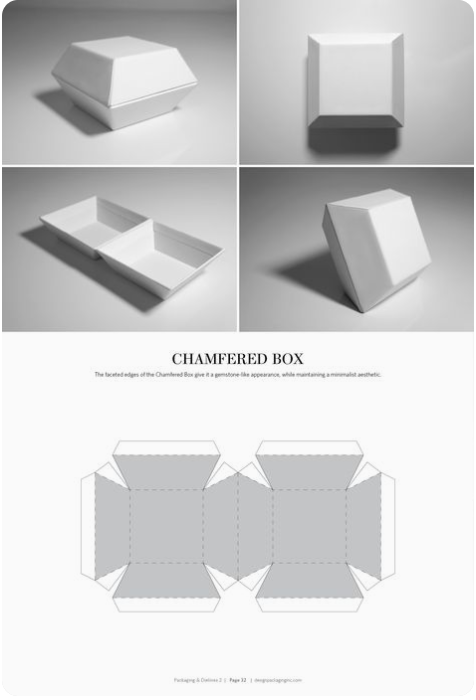 CHAMFERED BOX
The faceted edges of the Chamfered Box give it a gemstone-like appearance, while maintaining a minimalist aesthetic.
Packaging & Dielines 2 | Page 12 | designpackaginginc.com